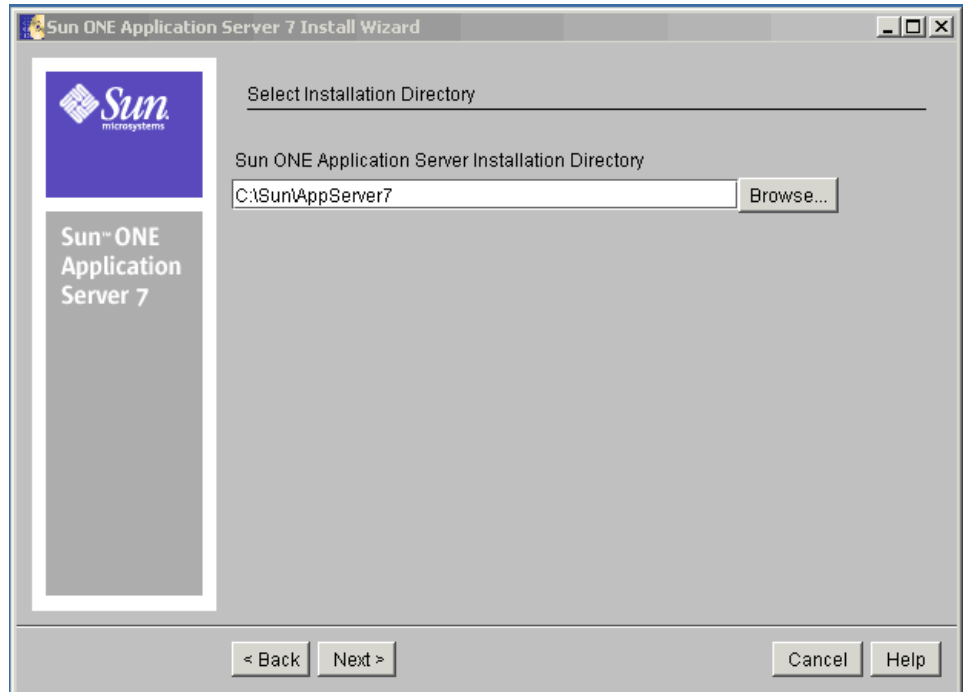 Sun ONE Application Server 7 Install Wizard
Sun
microsystems
Sun™ ONE
Application
Server 7
Select Installation Directory
Sun ONE Application Server Installation Directory
C:\Sun\AppServer7
Browse...
< Back
Next >
Cancel
Help